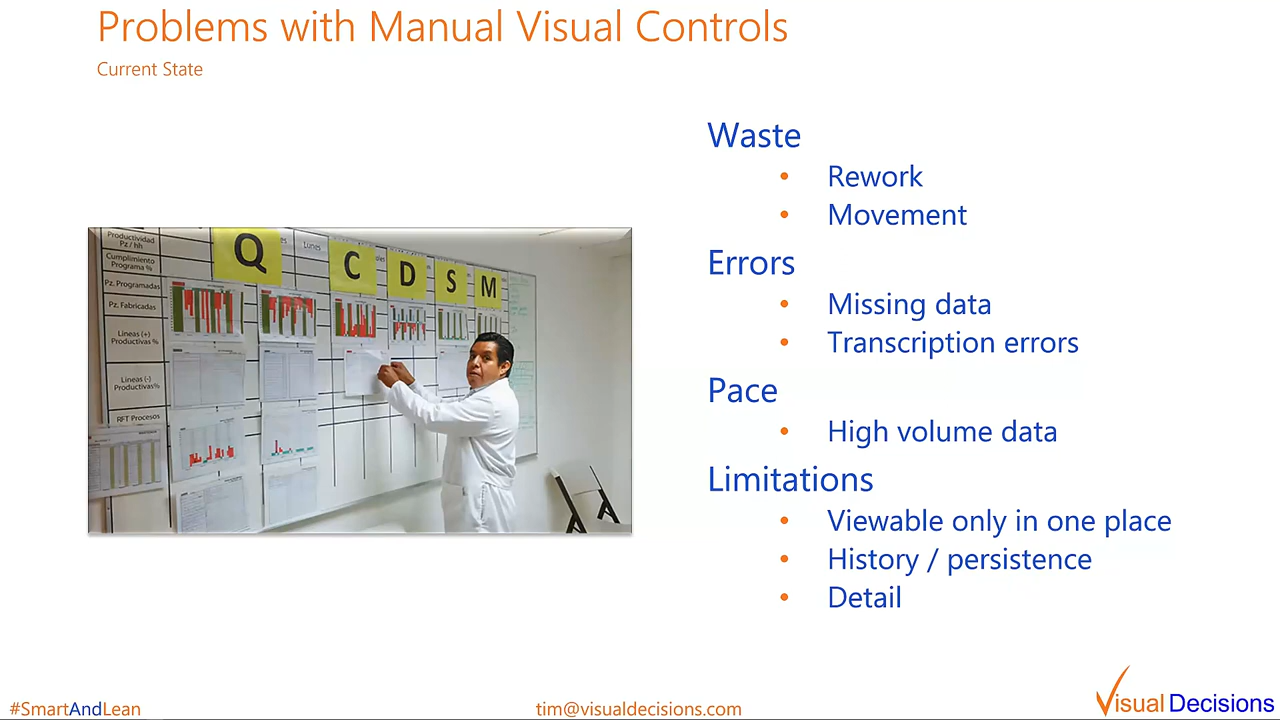 Problems with Manual Visual Controls
Current State
Waste
• Rework
• Movement
Errors
• Missing data
• Transcription errors
Pace
• High volume data
Limitations
• Viewable only in one place
• History / persistence
• Detail
Productividad
Pz / hh
Cumplimiento
Programa %
Pz. Programadas
Pz. Fabricadas
Lineas (+)
Productivas %
Lineas (-)
Productivas%
RFT Procesos
Lunes
Q C D S M
#SmartAndLean
tim@visualdecisions.com
Visual Decisions